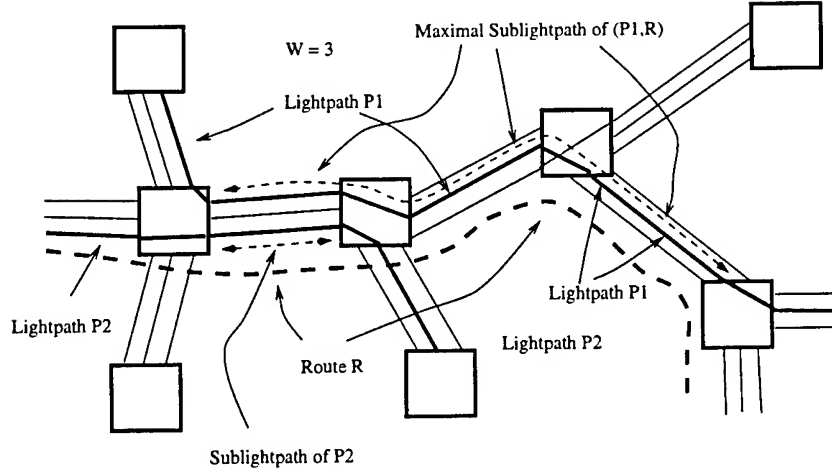 Maximal Sublightpath of (P1,R)
W = 3
Lightpath P1
Lightpath P1
Lightpath P2
Lightpath P2
Route R
Sublightpath of P2